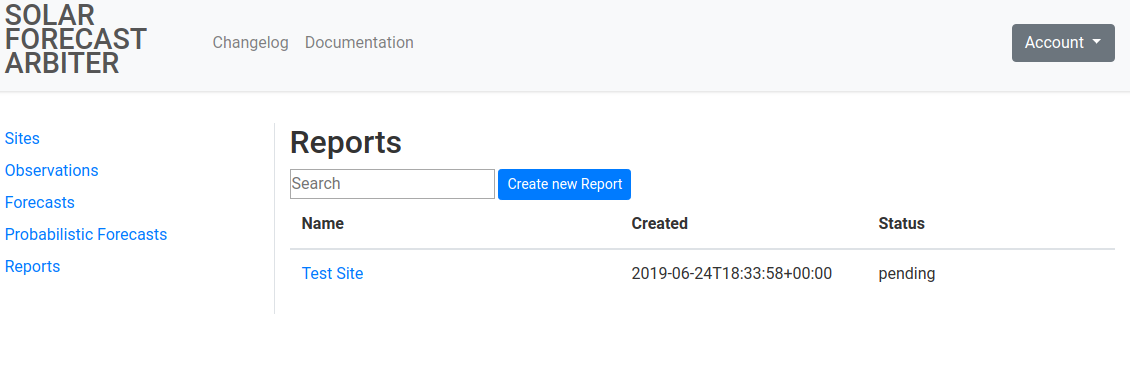 SOLAR
FORECAST
ARBITER
Changelog Documentation
Account
Sites
Observations
Forecasts
Probabilistic Forecasts
Reports
Reports
Search Create new Report
Name Created Status
Test Site 2019-06-24T18:33:58+00:00 pending